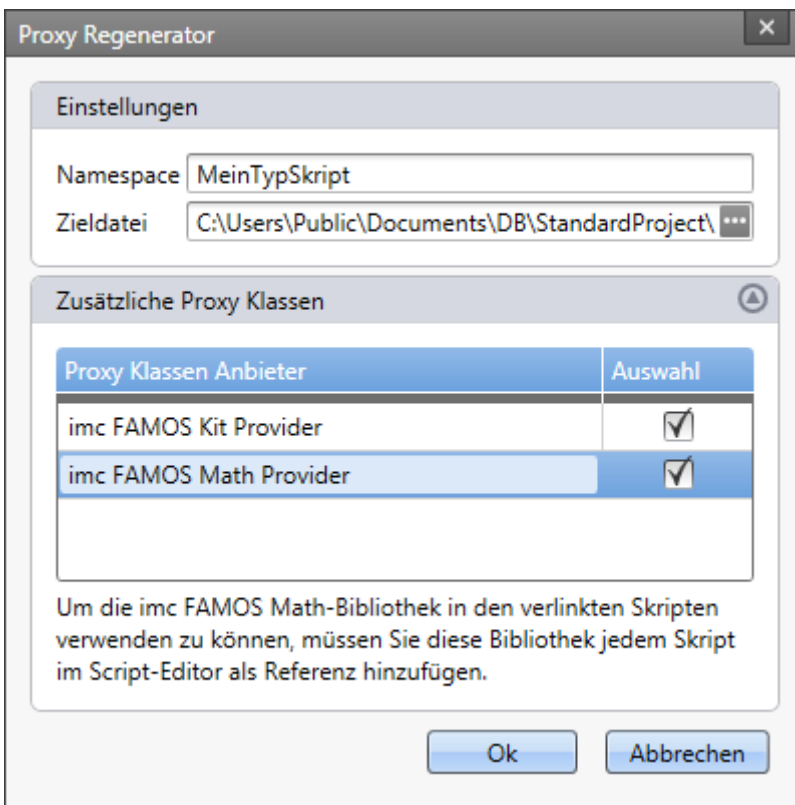 Proxy Regenerator
Einstellungen
Namespace MeinTypSkript
Zieldatei C:\Users\Public\Documents\DB\StandardProject\ ...
Zusätzliche Proxy Klassen
Proxy Klassen Anbieter Auswahl
imc FAMOS Kit Provider
imc FAMOS Math Provider
Um die imc FAMOS Math-Bibliothek in den verlinkten Skripten
verwenden zu können, müssen Sie diese Bibliothek jedem Skript
im Script-Editor als Referenz hinzufügen.
Ok Abbrechen